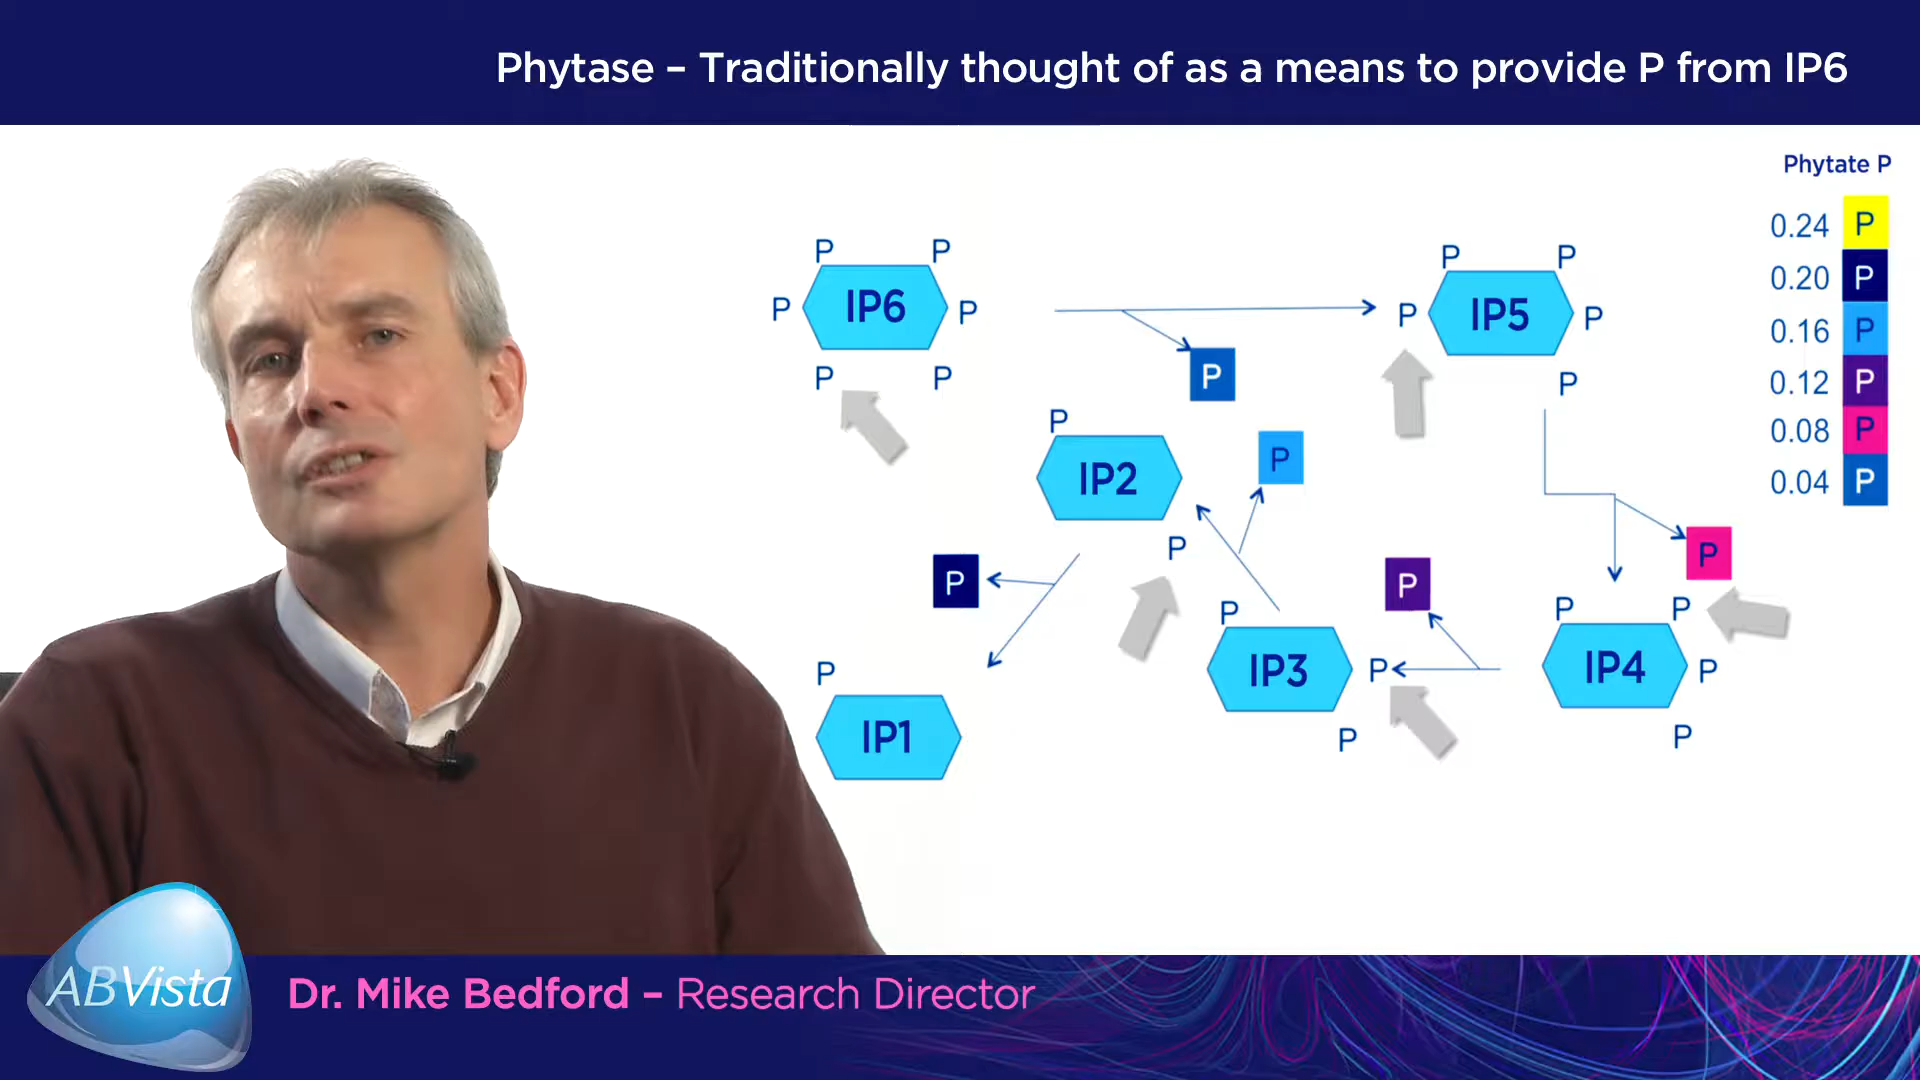 Phytase – Traditionally thought of as a means to provide P from IP6
Phytate P
0.24 P
0.20 P
0.16 P
0.12 P
0.08 P
0.04 P
P P
P IP6 P
P P
P
P P
P IP5 P
P
P
IP2
P
P
P
P
P
P
IP3 P
P
P P
IP4 P
P
P
IP1
ABVista
Dr. Mike Bedford – Research Director